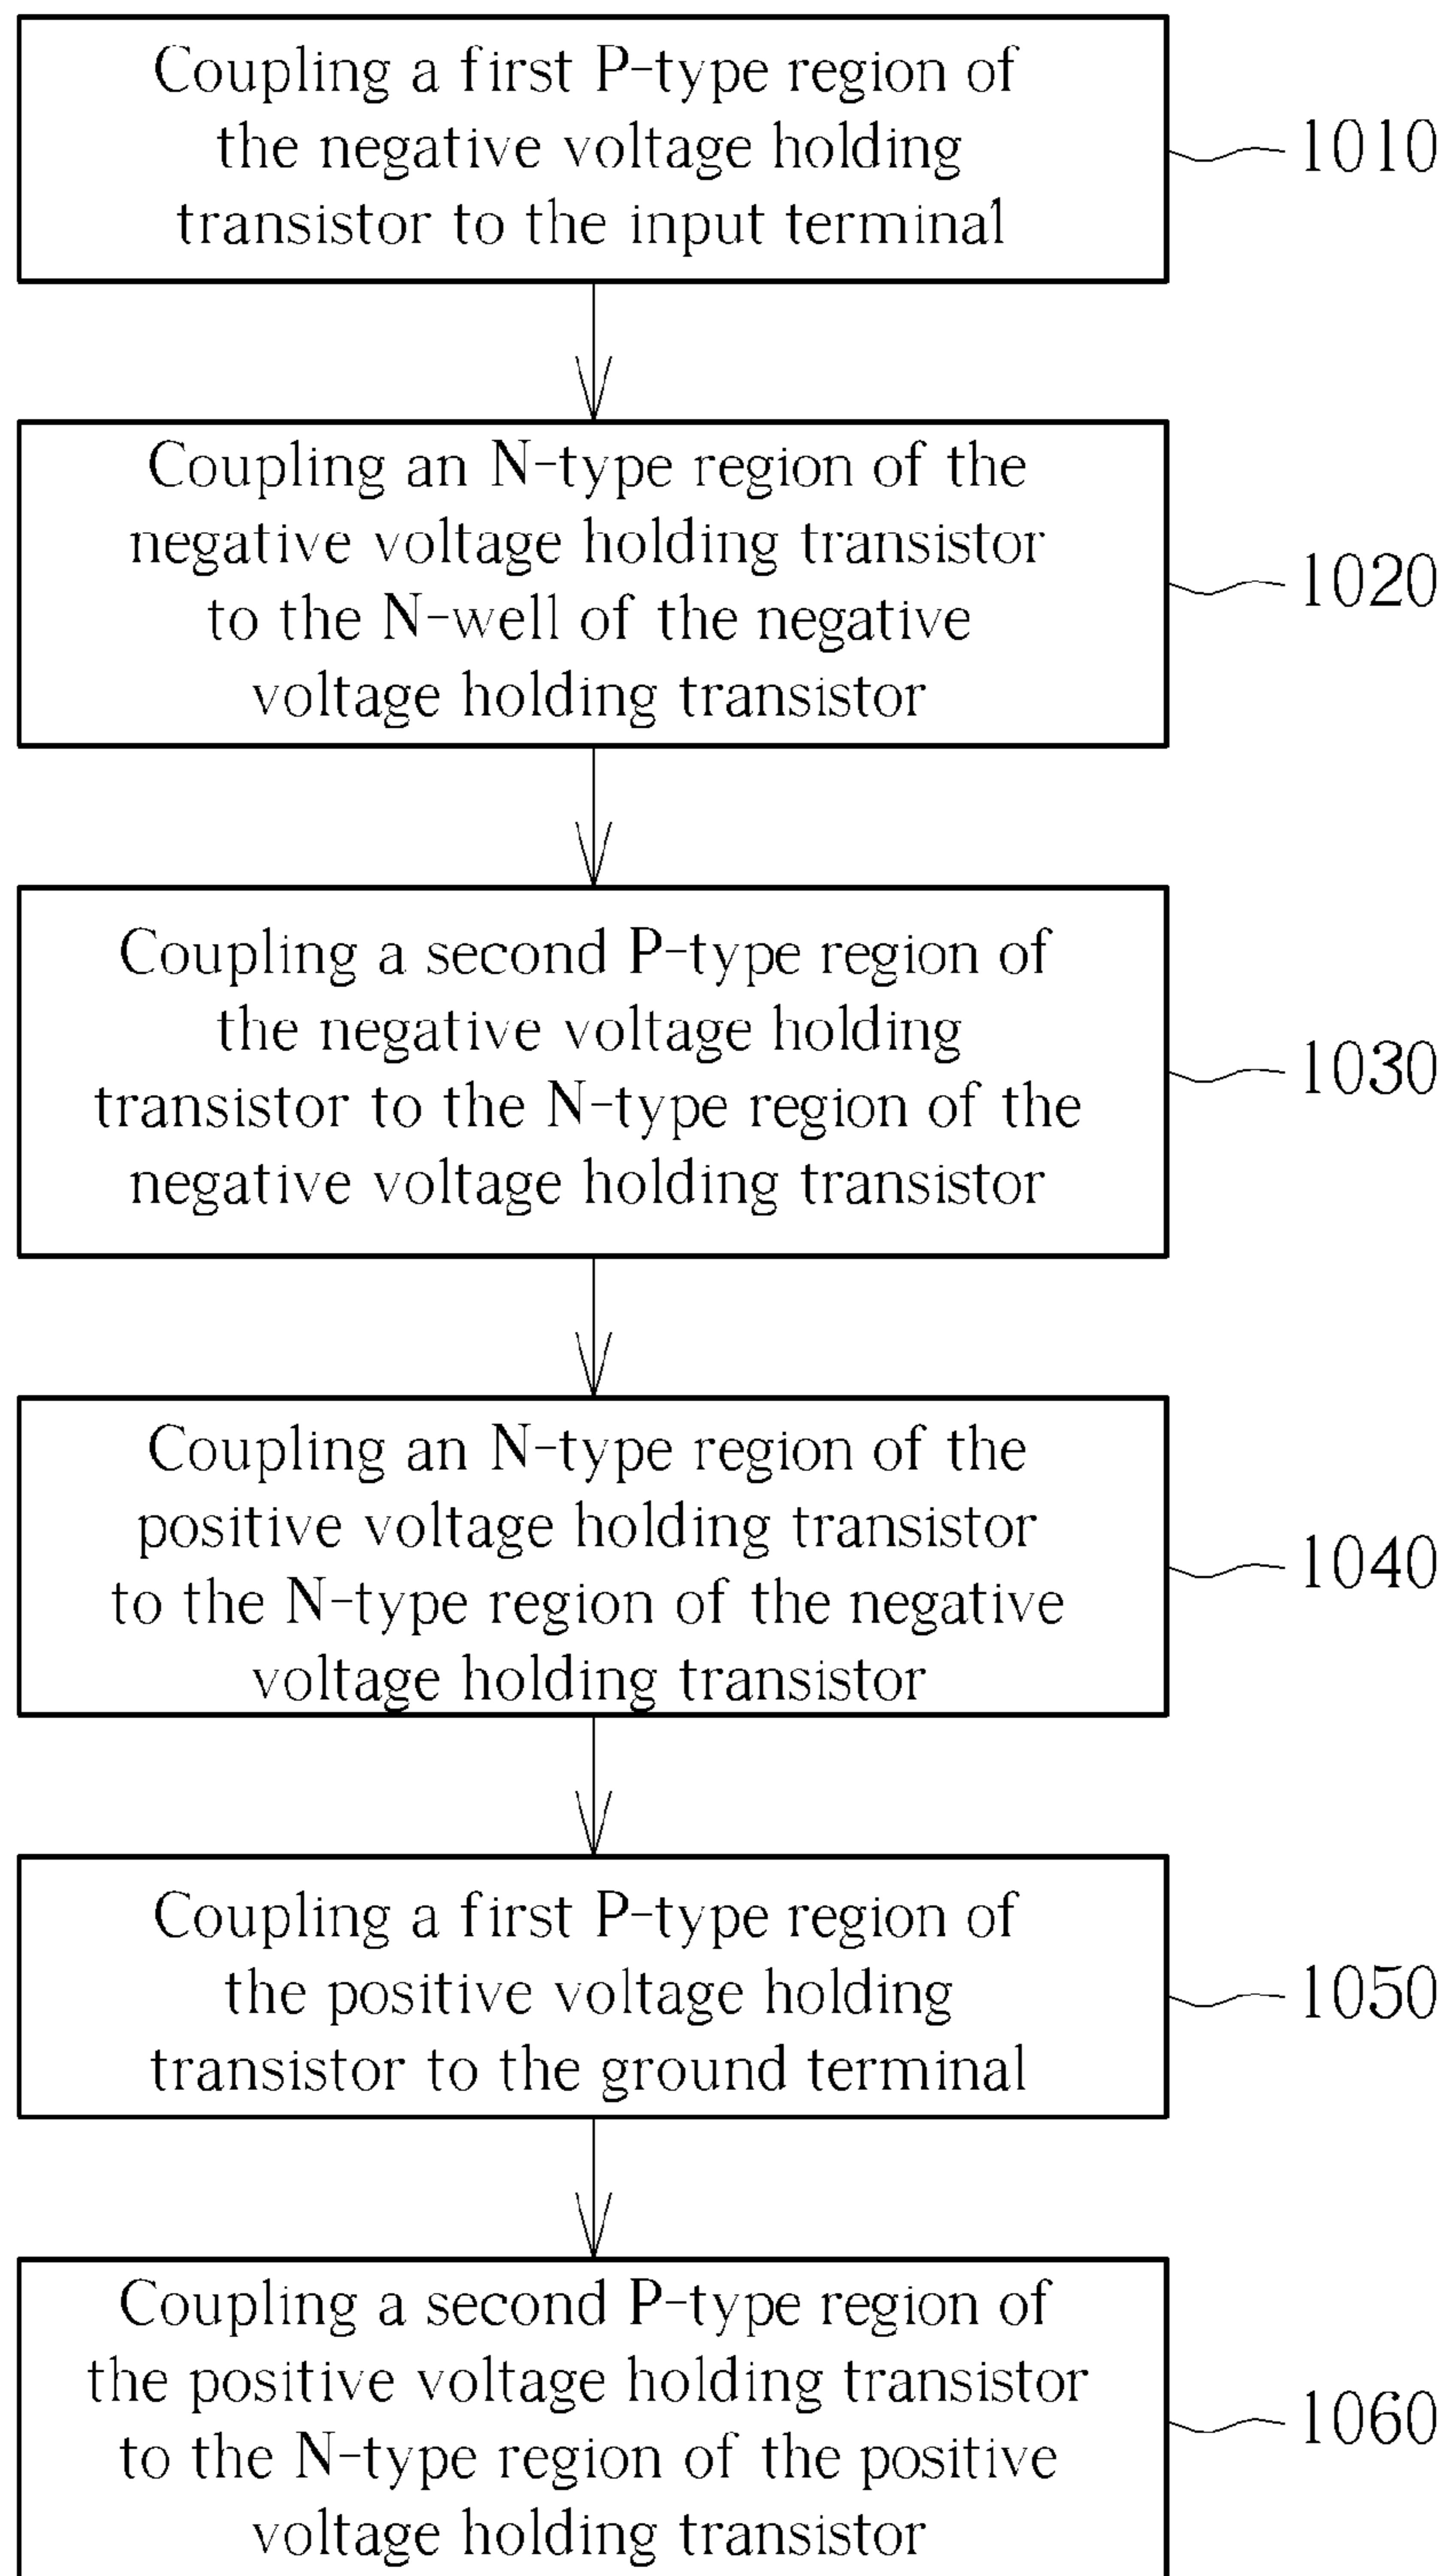 Coupling a first P-type region of
the negative voltage holding
transistor to the input terminal
1010
Coupling an N-type region of the
negative voltage holding transistor
to the N-well of the negative
voltage holding transistor
1020
Coupling a second P-type region of
the negative voltage holding
transistor to the N-type region of the
negative voltage holding transistor
1030
Coupling an N-type region of the
positive voltage holding transistor
to the N-type region of the negative
voltage holding transistor
1040
Coupling a first P-type region of
the positive voltage holding
transistor to the ground terminal
1050
Coupling a second P-type region of
the positive voltage holding transistor
to the N-type region of the positive
voltage holding transistor
1060